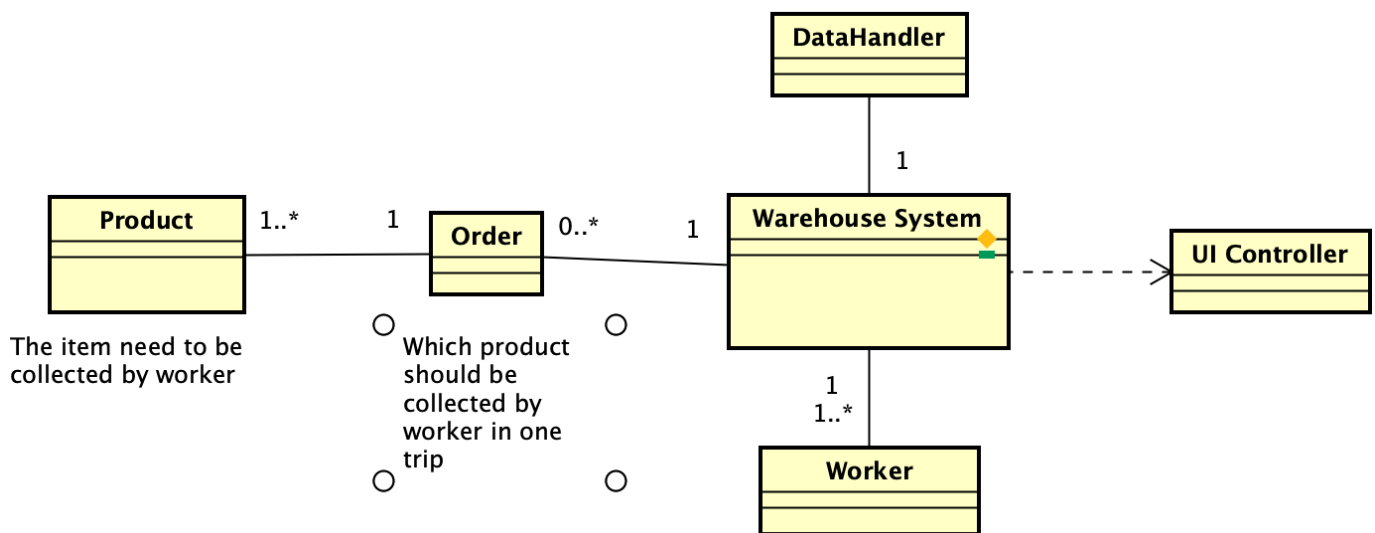 DataHandler
1
Product
1..*
1
Order
0..*
1
Warehouse System
UI Controller
The item need to be
collected by worker
Which product
should be
collected by
worker in one
trip
1
1..*
Worker